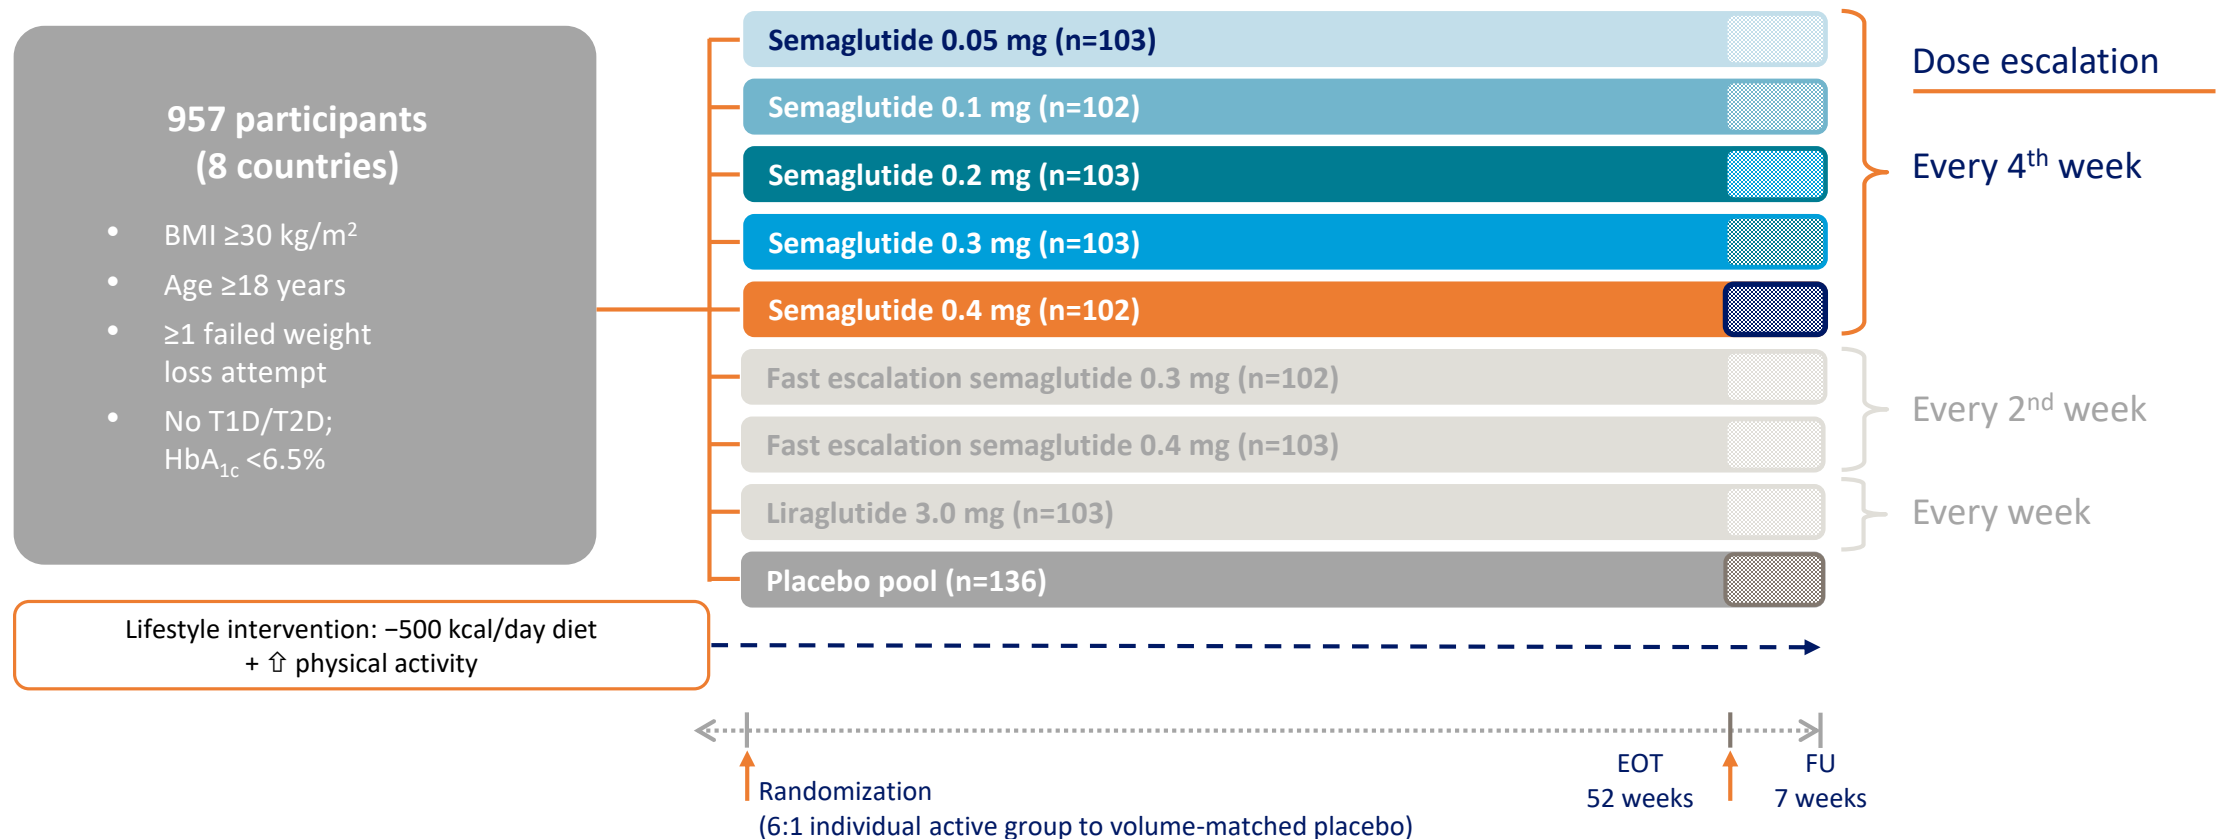 957 participants
(8 countries)
• BMI ≥30 kg/m²
• Age ≥18 years
• ≥1 failed weight
loss attempt
• No T1D/T2D;
HbA₁c <6.5%
Lifestyle intervention: −500 kcal/day diet
+ ⇧ physical activity
Semaglutide 0.05 mg (n=103)
Semaglutide 0.1 mg (n=102)
Semaglutide 0.2 mg (n=103)
Semaglutide 0.3 mg (n=103)
Semaglutide 0.4 mg (n=102)
Fast escalation semaglutide 0.3 mg (n=102)
Fast escalation semaglutide 0.4 mg (n=103)
Liraglutide 3.0 mg (n=103)
Placebo pool (n=136)
Dose escalation
Every 4th week
Every 2nd week
Every week
Randomization
(6:1 individual active group to volume-matched placebo)
EOT
52 weeks
FU
7 weeks